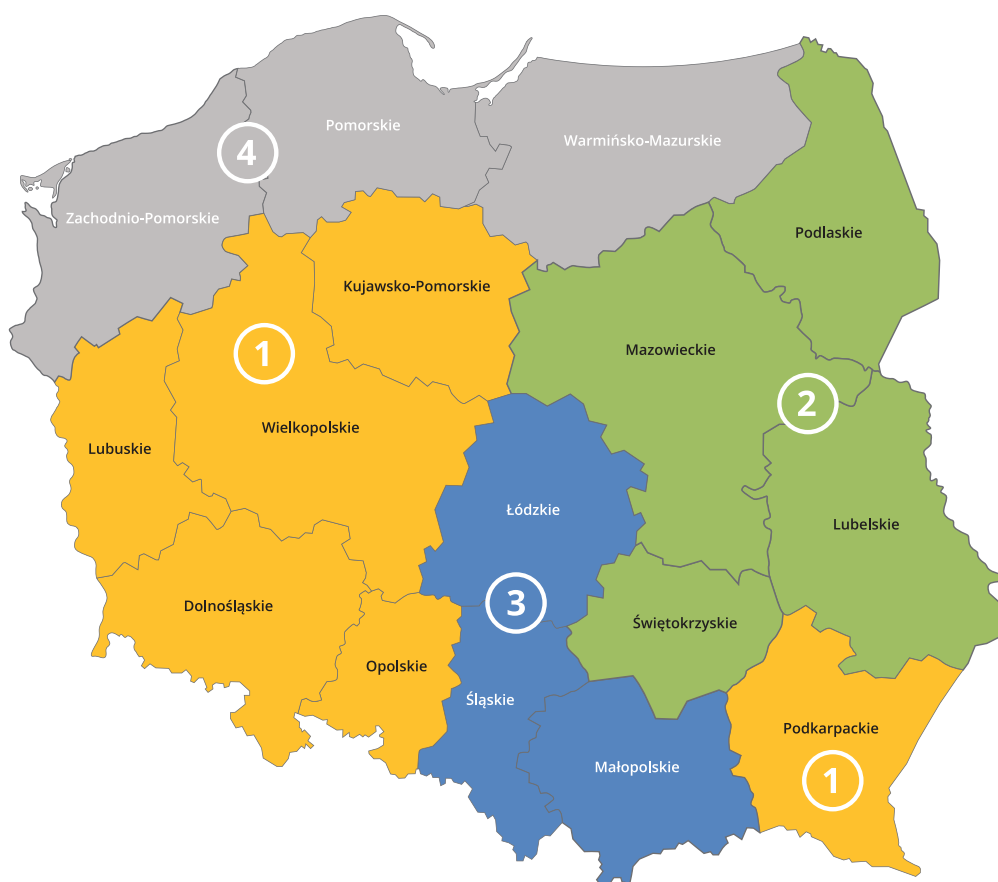 Pomorskie
Warmińsko-Mazurskie
4
Zachodnio-Pomorskie
Podlaskie
Kujawsko-Pomorskie
1
Mazowieckie
2
Wielkopolskie
Lubuskie
Łódzkie
Lubelskie
Dolnośląskie
3
Świętokrzyskie
Opolskie
Śląskie
Podkarpackie
Małopolskie
1